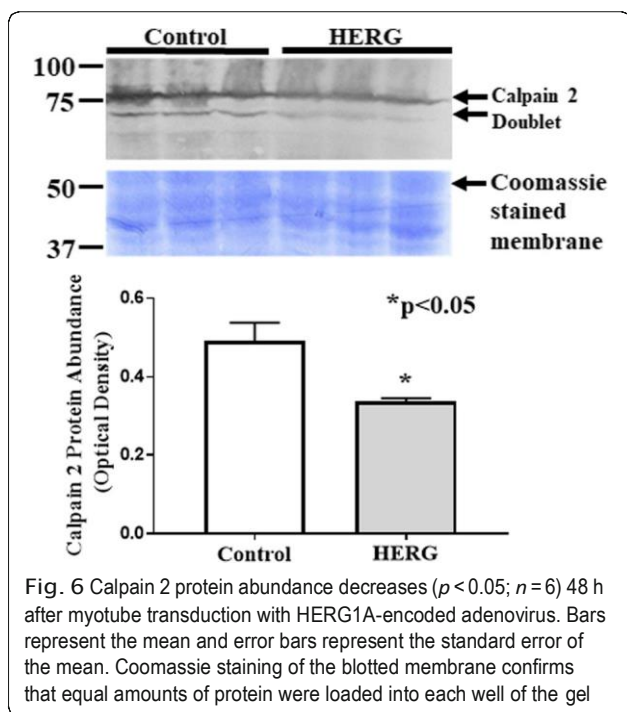 Control HERG
100
75
Calpain 2
Doublet
50
Coomassie
stained
membrane
37
Calpain 2 Protein Abundance
(Optical Density)
0.6
0.4
0.2
0.0
*p<0.05
*
Control HERG
Fig. 6 Calpain 2 protein abundance decreases (p < 0.05; n = 6) 48 h
after myotube transduction with HERG1A-encoded adenovirus. Bars
represent the mean and error bars represent the standard error of
the mean. Coomassie staining of the blotted membrane confirms
that equal amounts of protein were loaded into each well of the gel